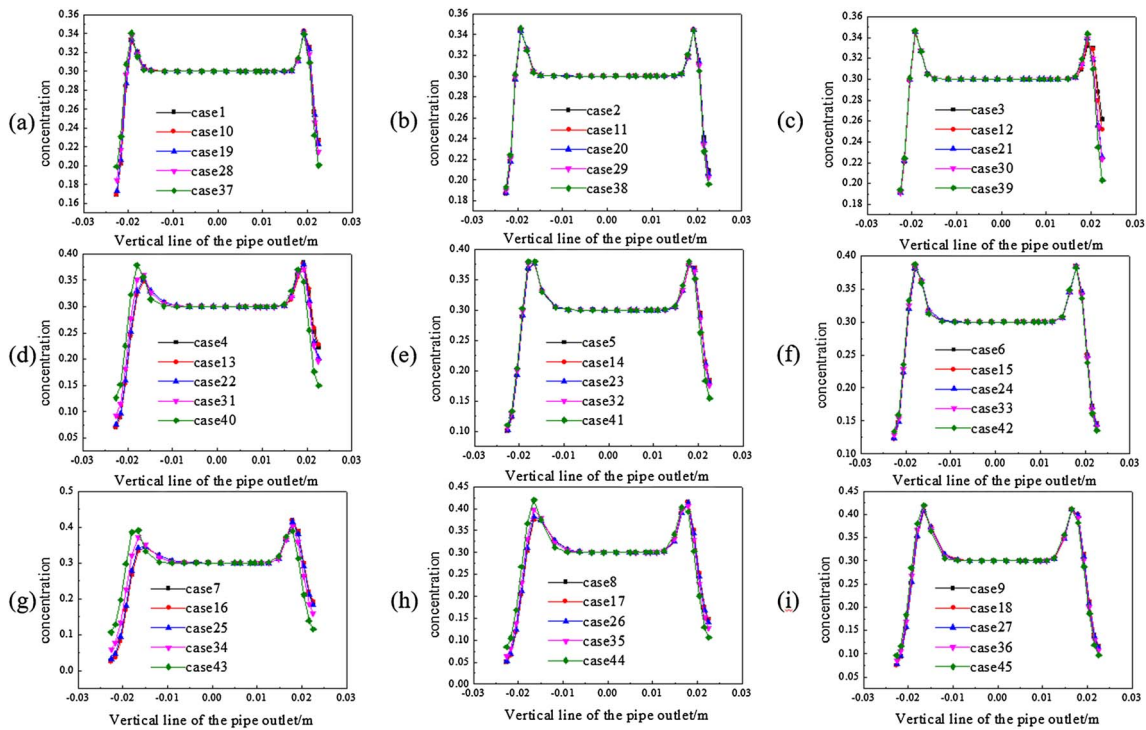 (a)
concentration
0.36
0.34
0.32
0.30
0.28
0.26
0.24
0.22
0.20
0.18
0.16
case1
case10
case19
case28
case37
-0.03 -0.02 -0.01 0.00 0.01 0.02 0.03
Vertical line of the pipe outlet/m
(b)
concentration
0.36
0.34
0.32
0.30
0.28
0.26
0.24
0.22
0.20
0.18
case2
case11
case20
case29
case38
-0.03 -0.02 -0.01 0.00 0.01 0.02 0.03
Vertical line of the pipe outlet/m
(c)
concentration
0.36
0.34
0.32
0.30
0.28
0.26
0.24
0.22
0.20
0.18
case3
case12
case21
case30
case39
-0.03 -0.02 -0.01 0.00 0.01 0.02 0.03
Vertical line of the pipe outlet/m
(d)
concentration
0.40
0.35
0.30
0.25
0.20
0.15
0.10
0.05
case4
case13
case22
case31
case40
-0.03 -0.02 -0.01 0.00 0.01 0.02 0.03
Vertical line of the pipe outlet/m
(e)
concentration
0.40
0.35
0.30
0.25
0.20
0.15
0.10
case5
case14
case23
case32
case41
-0.03 -0.02 -0.01 0.00 0.01 0.02 0.03
Vertical line of the pipe outlet/m
(f)
concentration
0.40
0.35
0.30
0.25
0.20
0.15
0.10
case6
case15
case24
case33
case42
-0.03 -0.02 -0.01 0.00 0.01 0.02 0.03
Vertical line of the pipe outlet/m
(g)
concentration
0.5
0.4
0.3
0.2
0.1
0.0
case7
case16
case25
case34
case43
-0.03 -0.02 -0.01 0.00 0.01 0.02 0.03
Vertical line of the pipe outlet/m
(h)
concentration
0.45
0.40
0.35
0.30
0.25
0.20
0.15
0.10
0.05
0.00
case8
case17
case26
case35
case44
-0.03 -0.02 -0.01 0.00 0.01 0.02 0.03
Vertical line of the pipe outlet/m
(i)
concentration
0.45
0.40
0.35
0.30
0.25
0.20
0.15
0.10
0.05
0.00
case9
case18
case27
case36
case45
-0.03 -0.02 -0.01 0.00 0.01 0.02 0.03
Vertical line of the pipe outlet/m